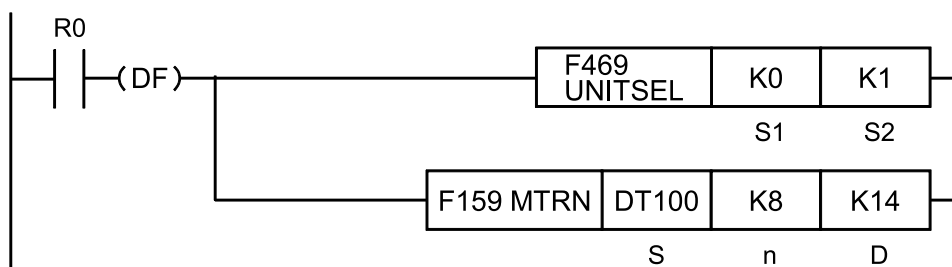 R0
(DF)
F469
UNITSEL
K0
K1
S1
S2
F159 MTRN
DT100
K8
K14
S
n
D